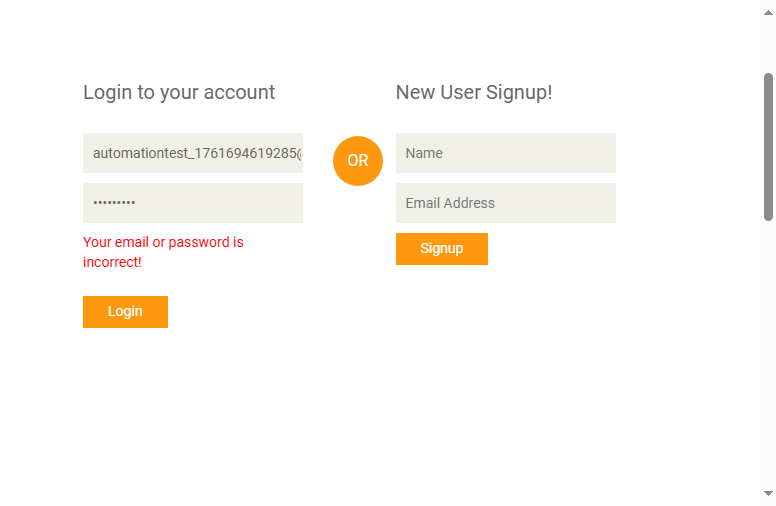 Login to your account
automationtest_1761694619285@
•••••••••
Your email or password is
incorrect!
Login
OR
New User Signup!
Name
Email Address
Signup